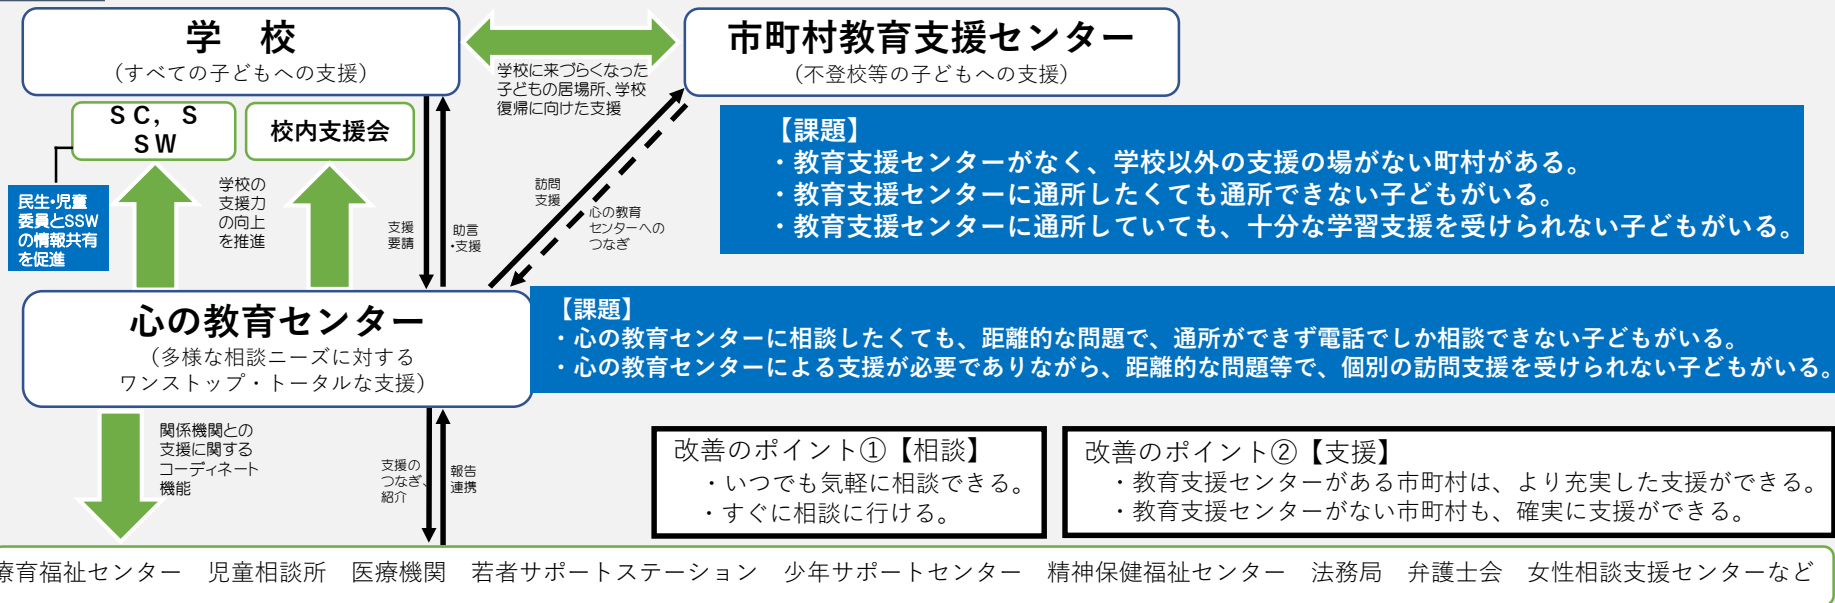 学　校
（すべての子どもへの支援）
市町村教育支援センター
（不登校等の子どもへの支援）
学校に来づらくなった
子どもの居場所、学校
復帰に向けた支援
ＳＣ，Ｓ
ＳＷ
校内支援会
民生・児童
委員とSSW
の情報共有
を促進
学校の
支援力
の向上
を推進
支援
要請
助言
・支援
訪問
支援
心の教育
センターへの
つなぎ
【課題】
・教育支援センターがなく、学校以外の支援の場がない町村がある。
・教育支援センターに通所したくても通所できない子どもがいる。
・教育支援センターに通所していても、十分な学習支援を受けられない子どもがいる。
心の教育センター
（多様な相談ニーズに対する
ワンストップ・トータルな支援）
【課題】
・心の教育センターに相談したくても、距離的な問題で、通所ができず電話でしか相談できない子どもがいる。
・心の教育センターによる支援が必要でありながら、距離的な問題等で、個別の訪問支援を受けられない子どもがいる。
関係機関との
支援に関する
コーディネート
機能
支援の
つなぎ、
紹介
報告
連携
改善のポイント①【相談】
・いつでも気軽に相談できる。
・すぐに相談に行ける。
改善のポイント②【支援】
・教育支援センターがある市町村は、より充実した支援ができる。
・教育支援センターがない市町村も、確実に支援ができる。
療育福祉センター　児童相談所　医療機関　若者サポートステーション　少年サポートセンター　精神保健福祉センター　法務局　弁護士会　女性相談支援センターなど